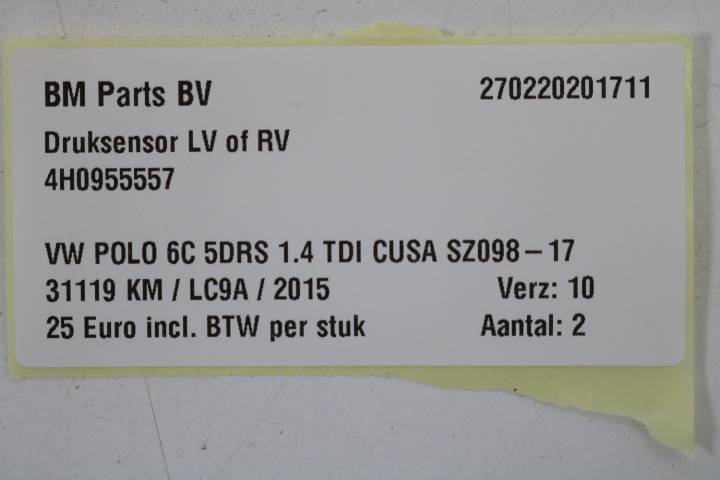 BM Parts BV 270220201711
Druksensor LV of RV
4H0955557
VW POLO 6C 5DRS 1.4 TDI CUSA SZ098 – 17
31119 KM / LC9A / 2015 Verz: 10
25 Euro incl. BTW per stuk Aantal: 2